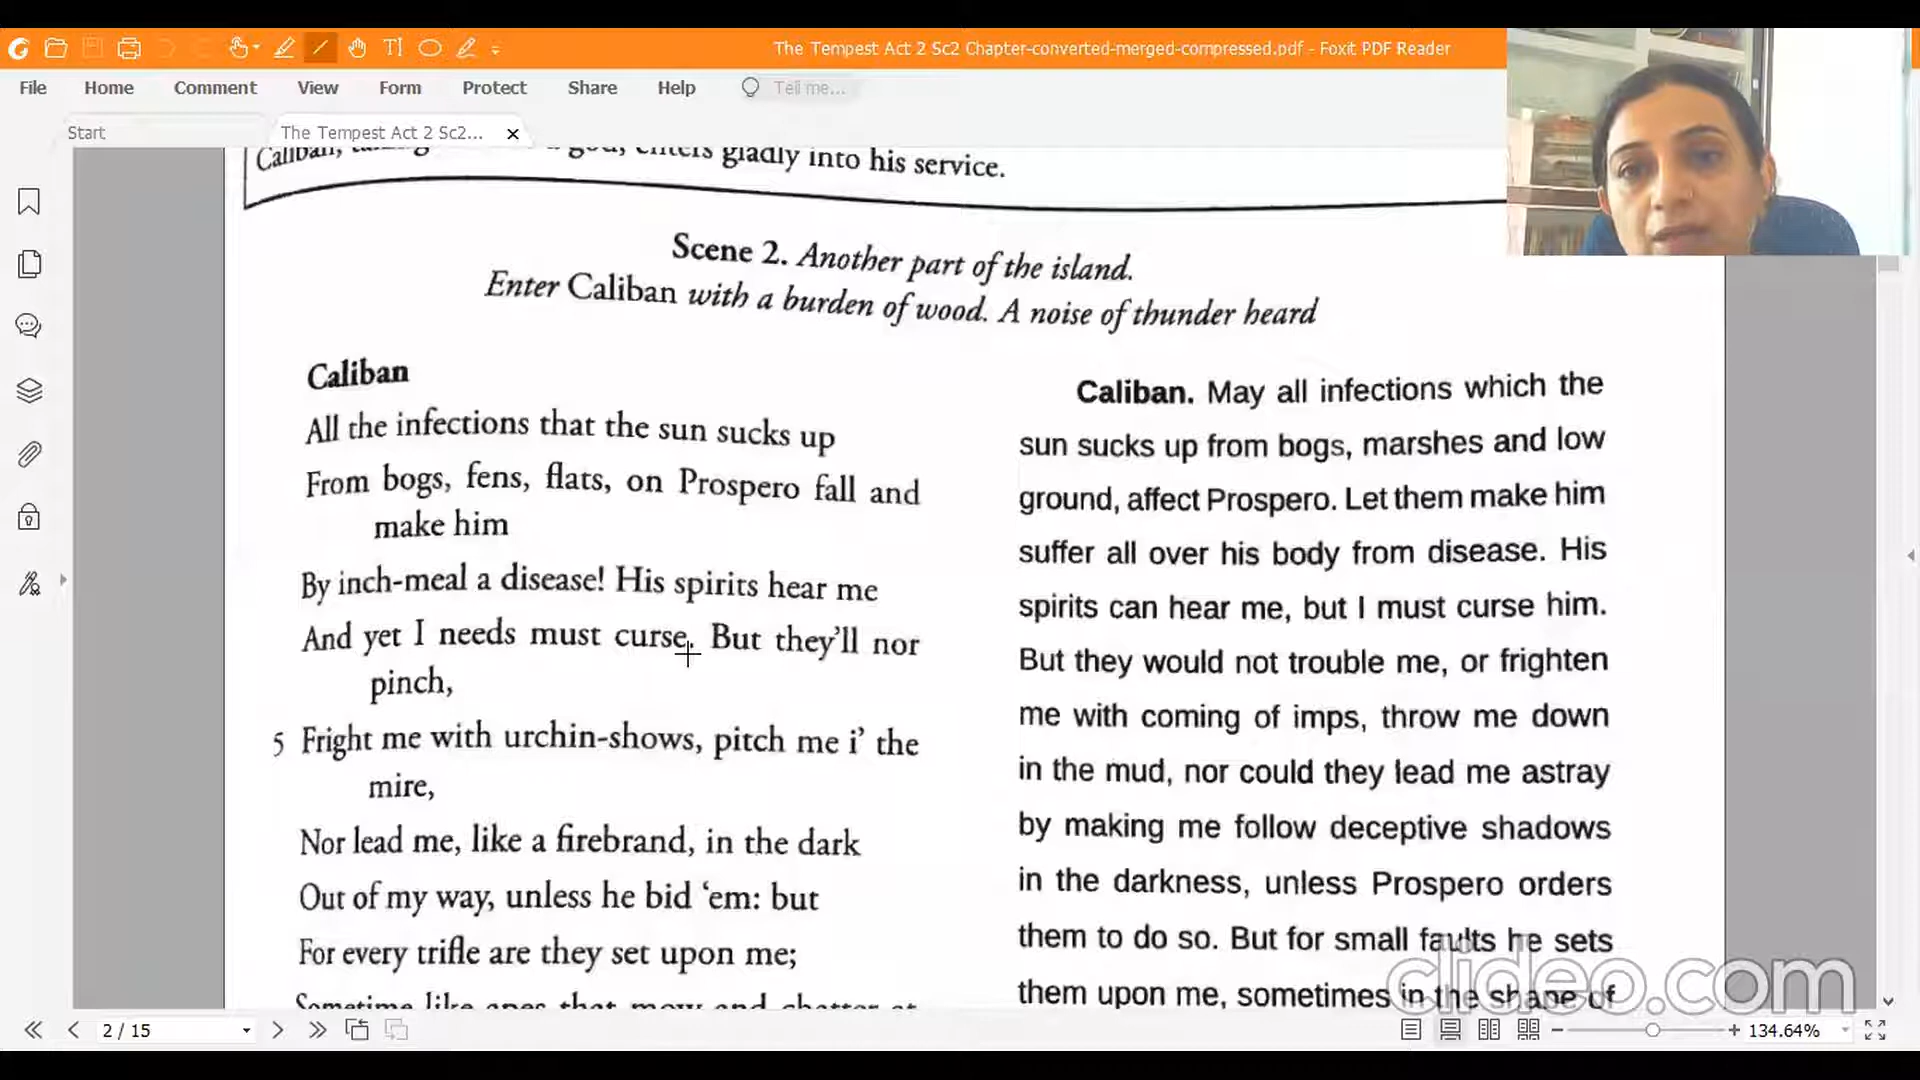 The Tempest Act 2 Sc2 Chapter-converted-merged-compressed.pdf - Foxit PDF Reader
File Home Comment View Form Protect Share Help Tell me...
Start The Tempest Act 2 Sc2...
Caliban, god, enters gladly into his service.
Scene 2. Another part of the island.
Enter Caliban with a burden of wood. A noise of thunder heard
Caliban
All the infections that the sun sucks up
From bogs, fens, flats, on Prospero fall and
make him
By inch-meal a disease! His spirits hear me
And yet I needs must curse. But they'll nor
pinch,
5 Fright me with urchin-shows, pitch me i' the
mire,
Nor lead me, like a firebrand, in the dark
Out of my way, unless he bid 'em: but
For every trifle are they set upon me;
Sometime like apes that mow and chatter at
Caliban. May all infections which the
sun sucks up from bogs, marshes and low
ground, affect Prospero. Let them make him
suffer all over his body from disease. His
spirits can hear me, but I must curse him.
But they would not trouble me, or frighten
me with coming of imps, throw me down
in the mud, nor could they lead me astray
by making me follow deceptive shadows
in the darkness, unless Prospero orders
them to do so. But for small faults he sets
them upon me, sometimes in the shape of
clideo.com
2 / 15
134.64%